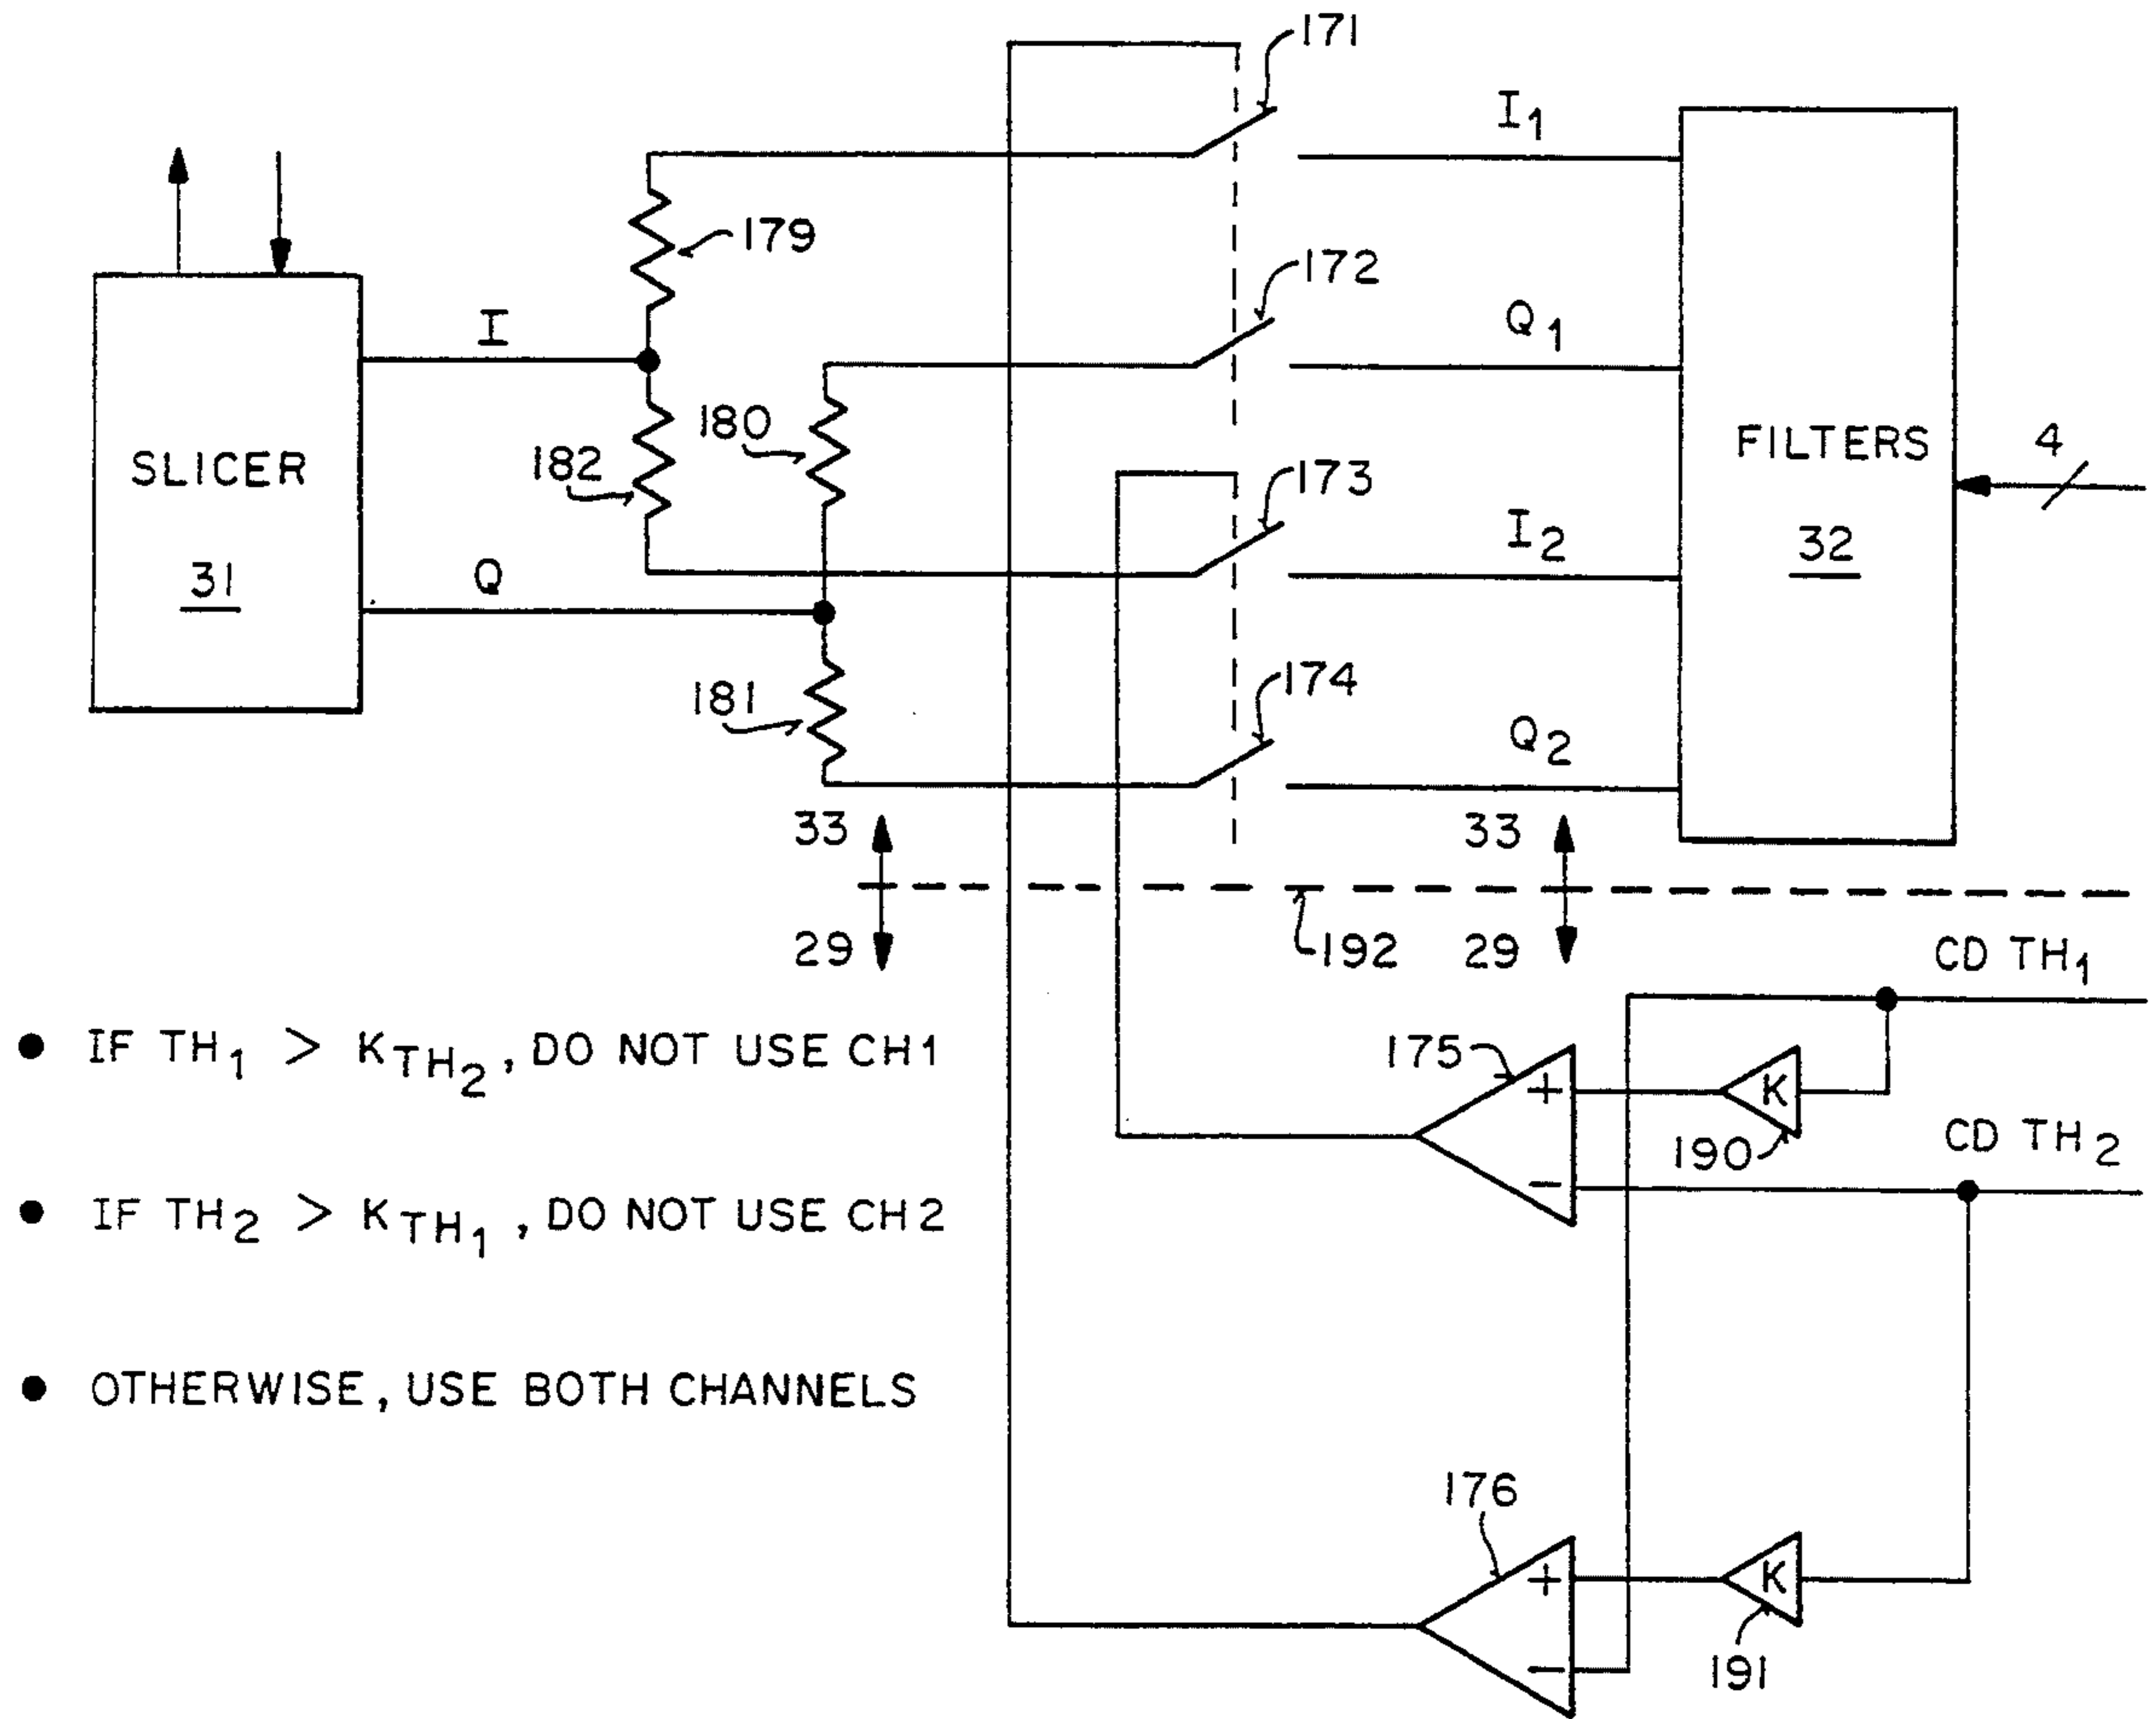 171
I₁
179
172
I
Q₁
SLICER
31
182
180
173
FILTERS
32
4
I₂
Q
181
174
Q₂
33
33
29
192
29
CD TH₁
• IF TH₁ > K_TH₂, DO NOT USE CH1
175
+
K
190
CD TH₂
−
• IF TH₂ > K_TH₁, DO NOT USE CH2
• OTHERWISE, USE BOTH CHANNELS
176
+
K
−
191